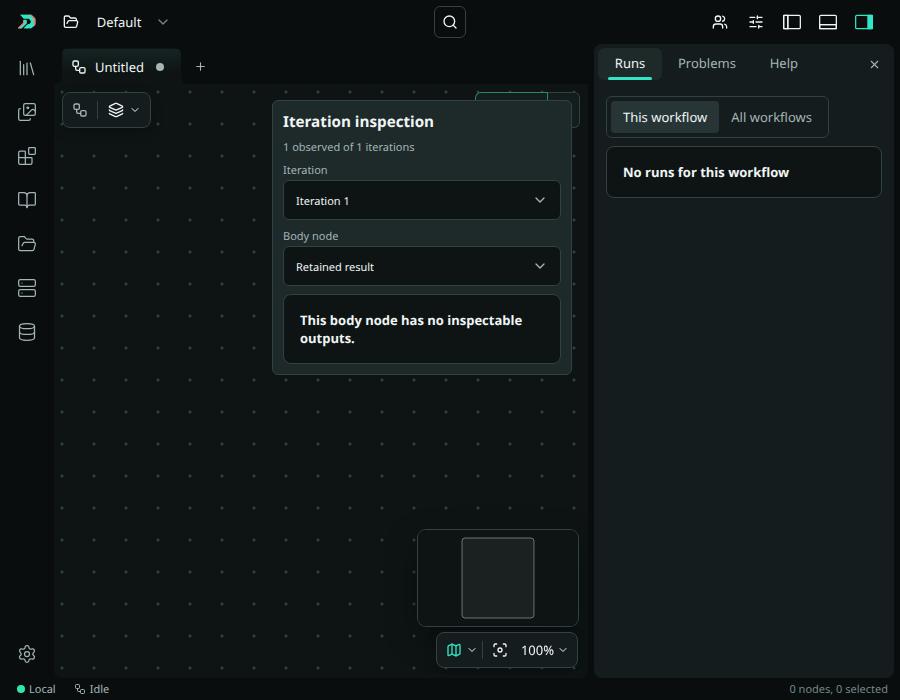 Default
Untitled
Runs
Problems
Help
This workflow
All workflows
No runs for this workflow
Iteration inspection
1 observed of 1 iterations
Iteration
Iteration 1
Body node
Retained result
This body node has no inspectable
outputs.
100%
Local
Idle
0 nodes, 0 selected